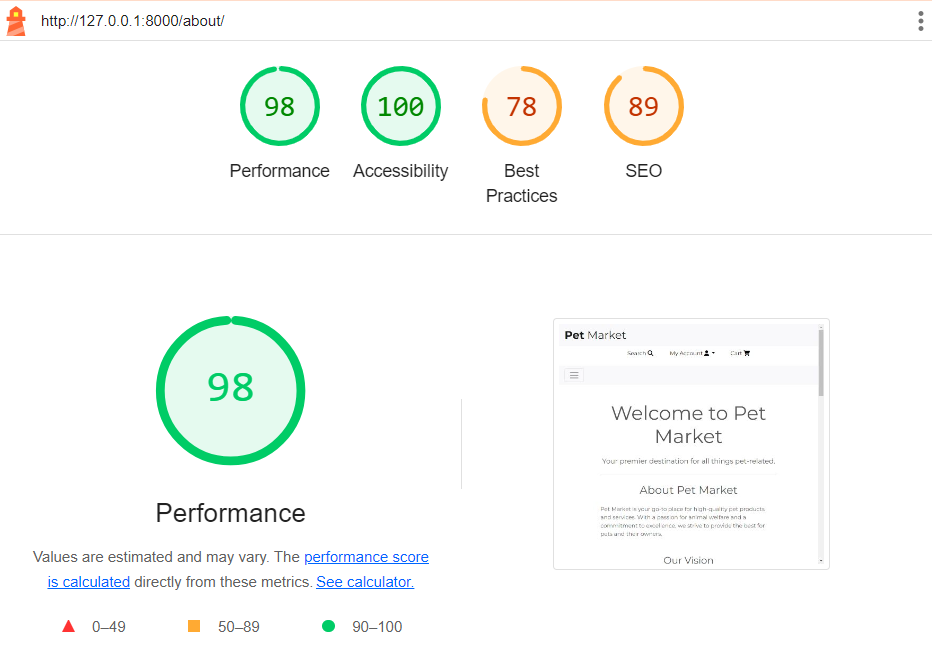 http://127.0.0.1:8000/about/
98 100 78 89
Performance Accessibility Best Practices SEO
98
Performance
Values are estimated and may vary. The performance score
is calculated directly from these metrics. See calculator.
0–49 50–89 90–100
Pet Market
Search My Account Cart
Welcome to Pet
Market
Your premier destination for all things pet-related.
About Pet Market
Pet Market is your go-to place for high-quality pet products
and services. With a passion for animal welfare and a
commitment to excellence, we strive to provide the best for
pets and their owners.
Our Vision